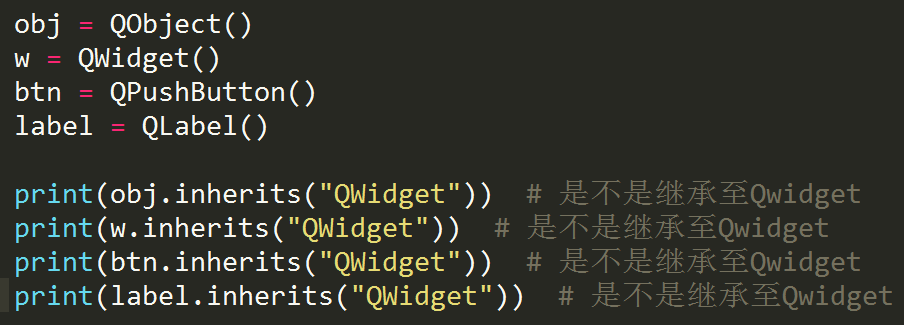 obj = QObject()
w = QWidget()
btn = QPushButton()
label = QLabel()
print(obj.inherits("QWidget"))  # 是不是继承至Qwidget
print(w.inherits("QWidget"))  # 是不是继承至Qwidget
print(btn.inherits("QWidget"))  # 是不是继承至Qwidget
print(label.inherits("QWidget"))  # 是不是继承至Qwidget